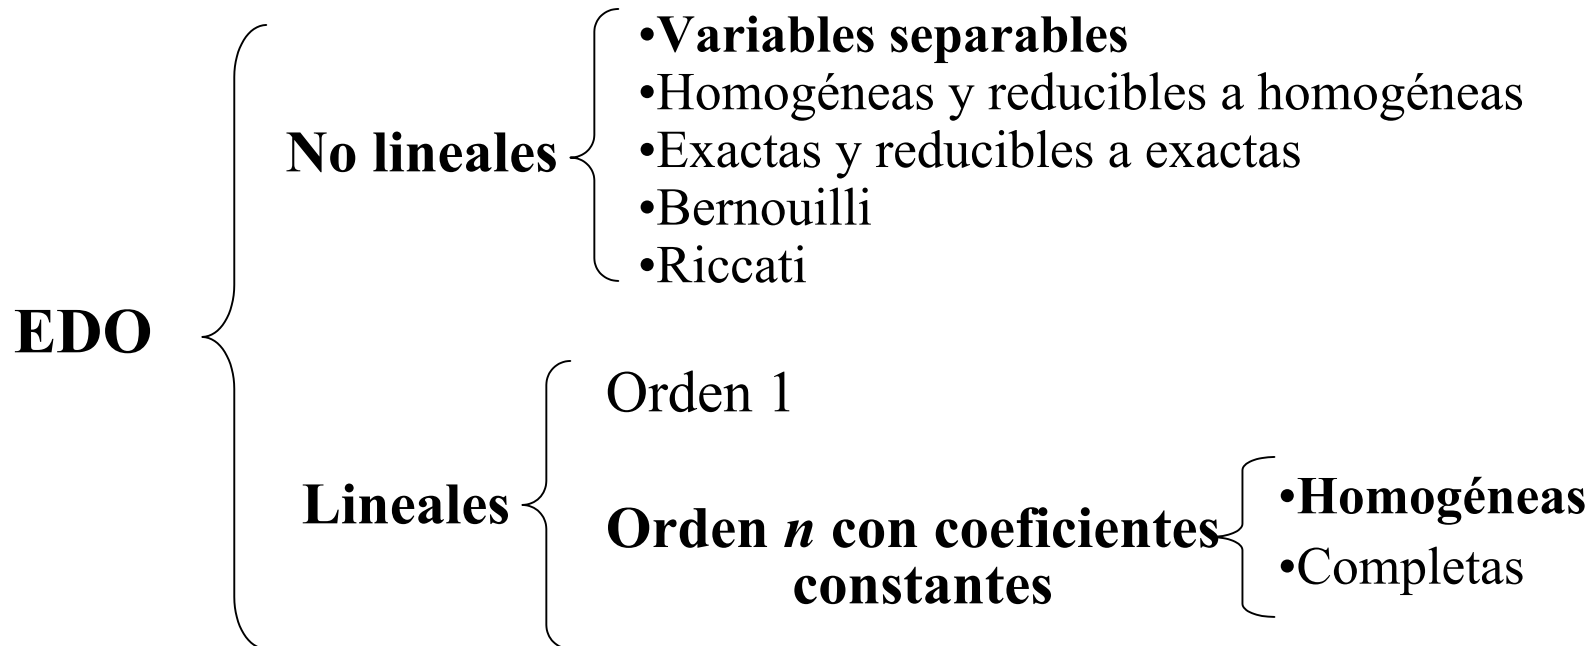 •Variables separables
•Homogéneas y reducibles a homogéneas
No lineales
•Exactas y reducibles a exactas
•Bernouilli
•Riccati
EDO
Orden 1
Lineales
Orden n con coeficientes
constantes
•Homogéneas
•Completas